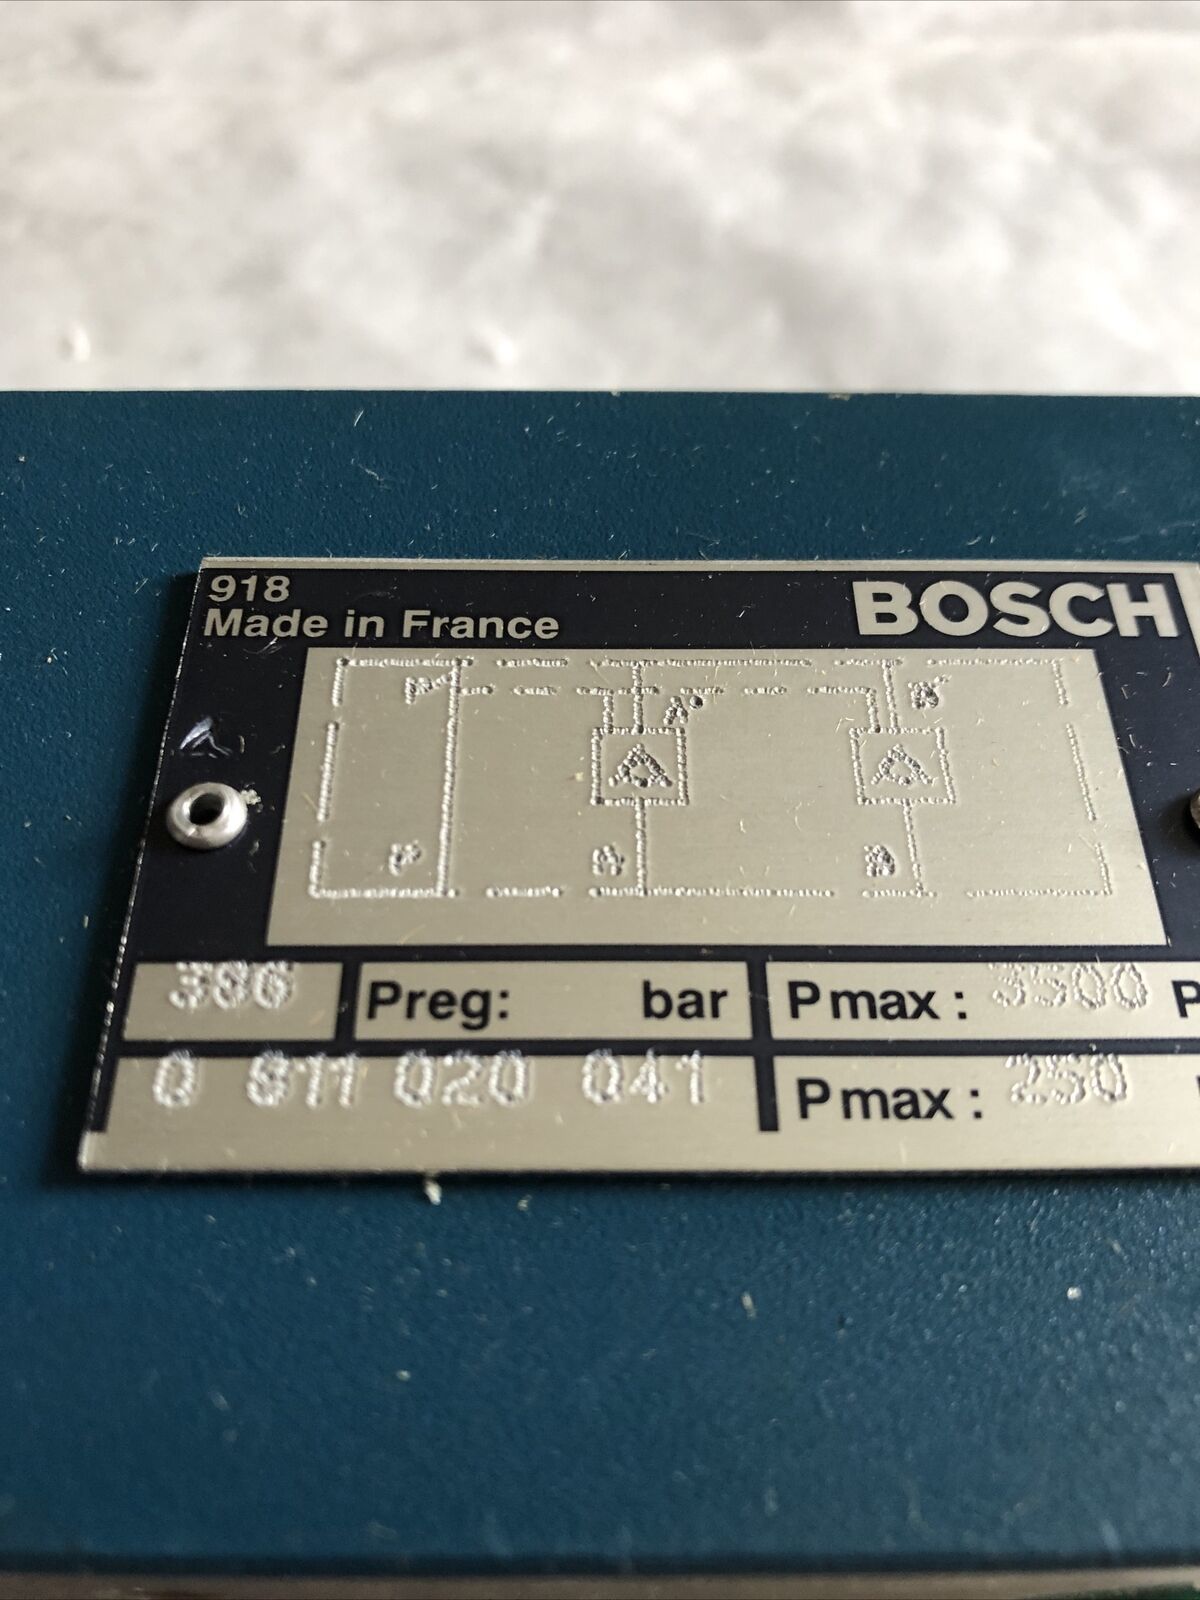 918
Made in France
BOSCH
P
A
B
386
Preg: bar
Pmax: 3500 P
0 811 020 041
Pmax: 250